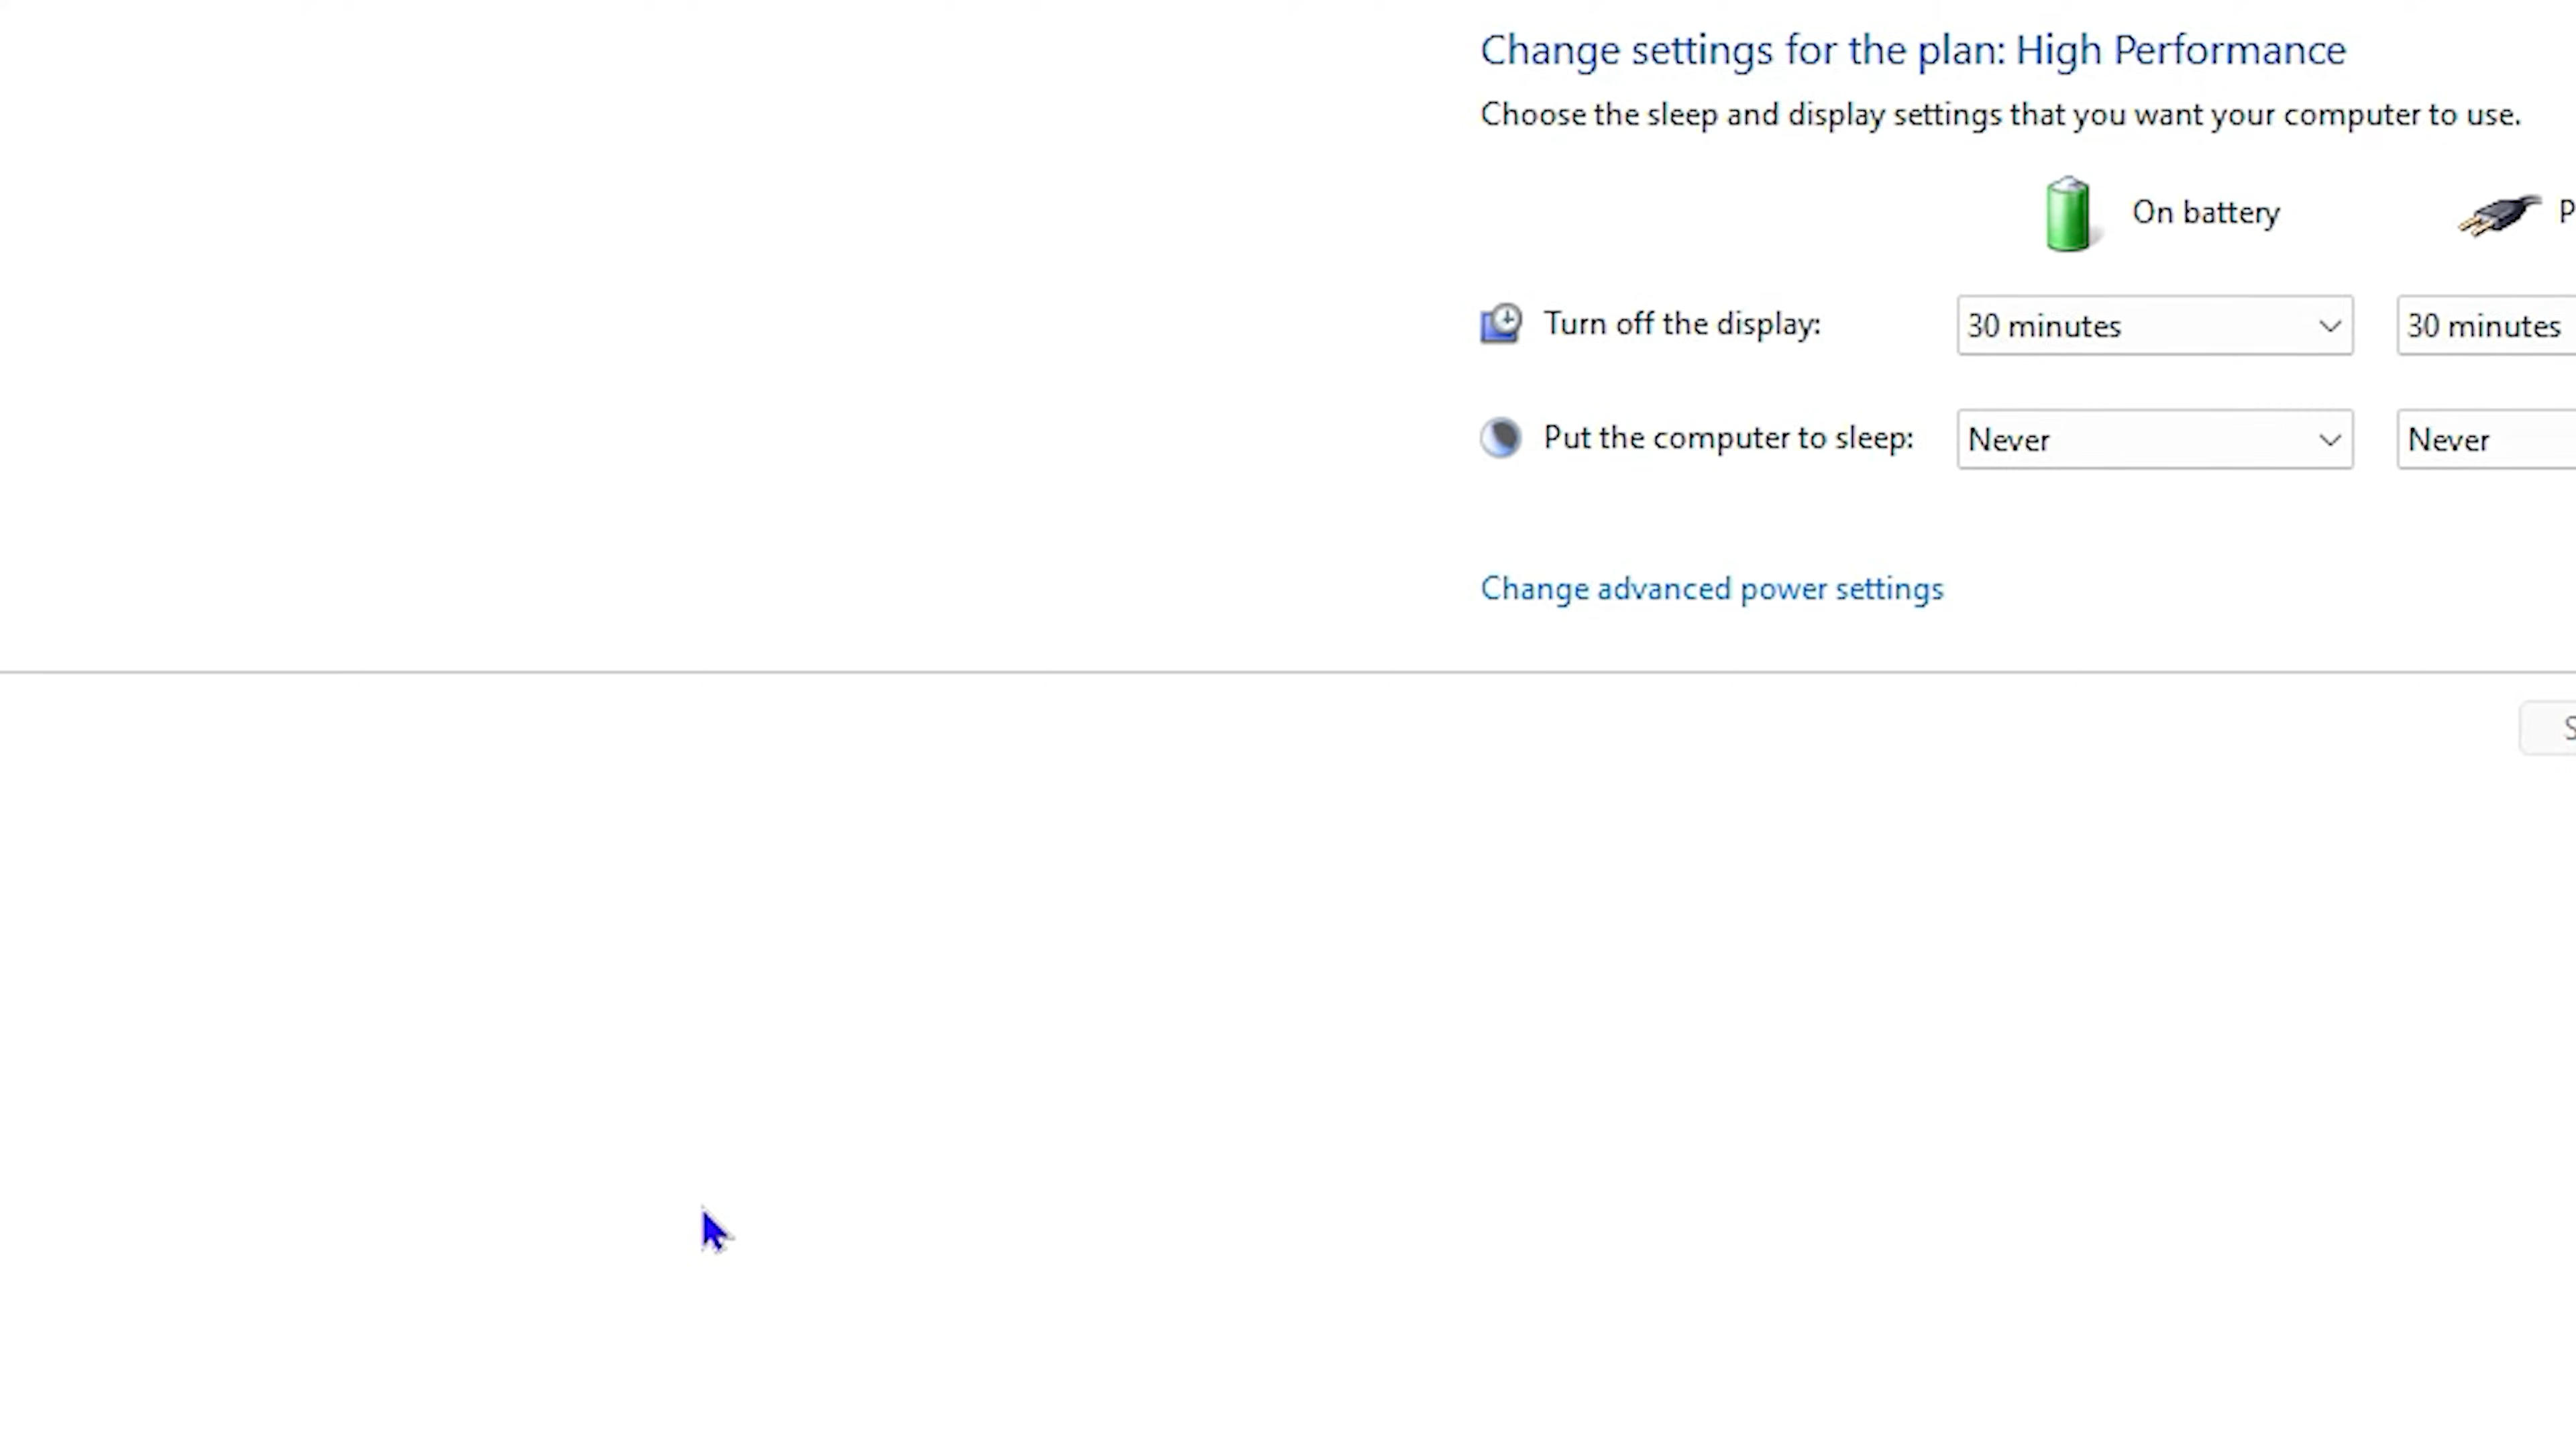 Change settings for the plan: High Performance
Choose the sleep and display settings that you want your computer to use.
On battery
Turn off the display: 30 minutes 30 minutes
Put the computer to sleep: Never Never
Change advanced power settings